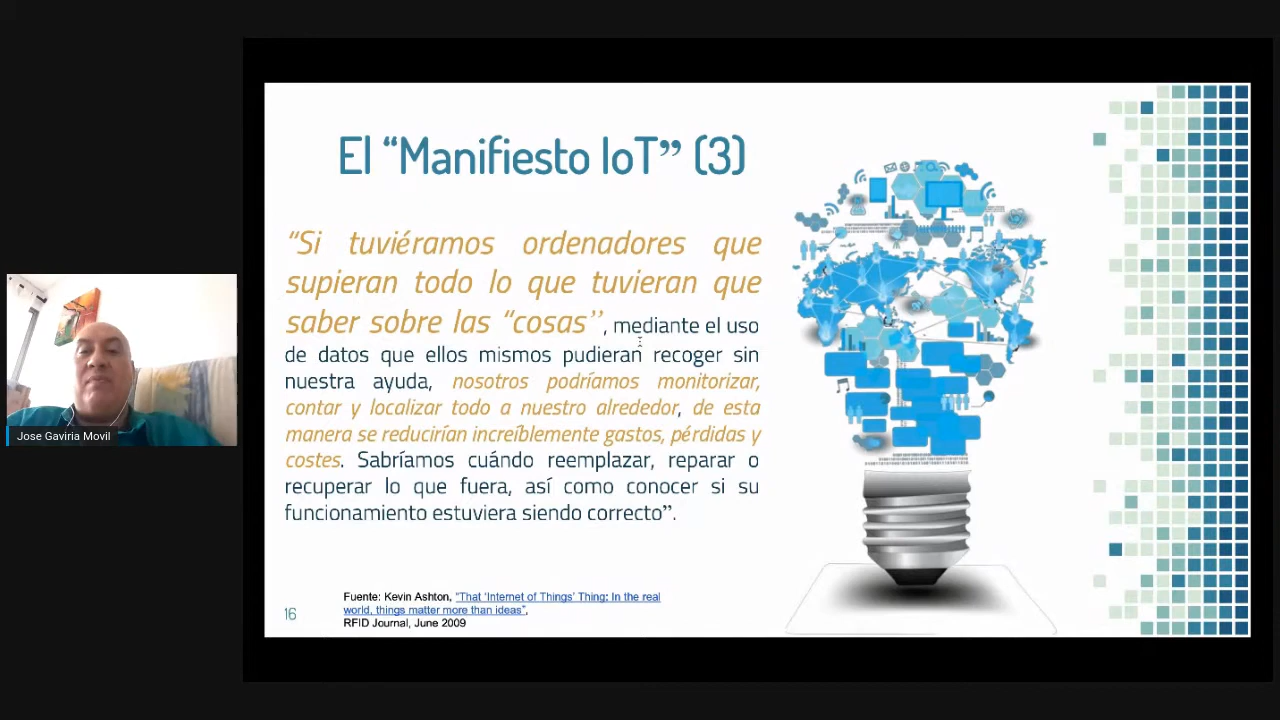 El “Manifiesto IoT” (3)
“Si tuviéramos ordenadores que
supieran todo lo que tuvieran que
saber sobre las “cosas’’, mediante el uso
de datos que ellos mismos pudieran recoger sin
nuestra ayuda, nosotros podríamos monitorizar,
contar y localizar todo a nuestro alrededor, de esta
manera se reducirían increíblemente gastos, pérdidas y
costes. Sabríamos cuándo reemplazar, reparar o
recuperar lo que fuera, así como conocer si su
funcionamiento estuviera siendo correcto”.
Jose Gaviria Movil
Fuente: Kevin Ashton, “That ‘Internet of Things’ Thing: In the real
world, things matter more than ideas”,
RFID Journal, June 2009
16